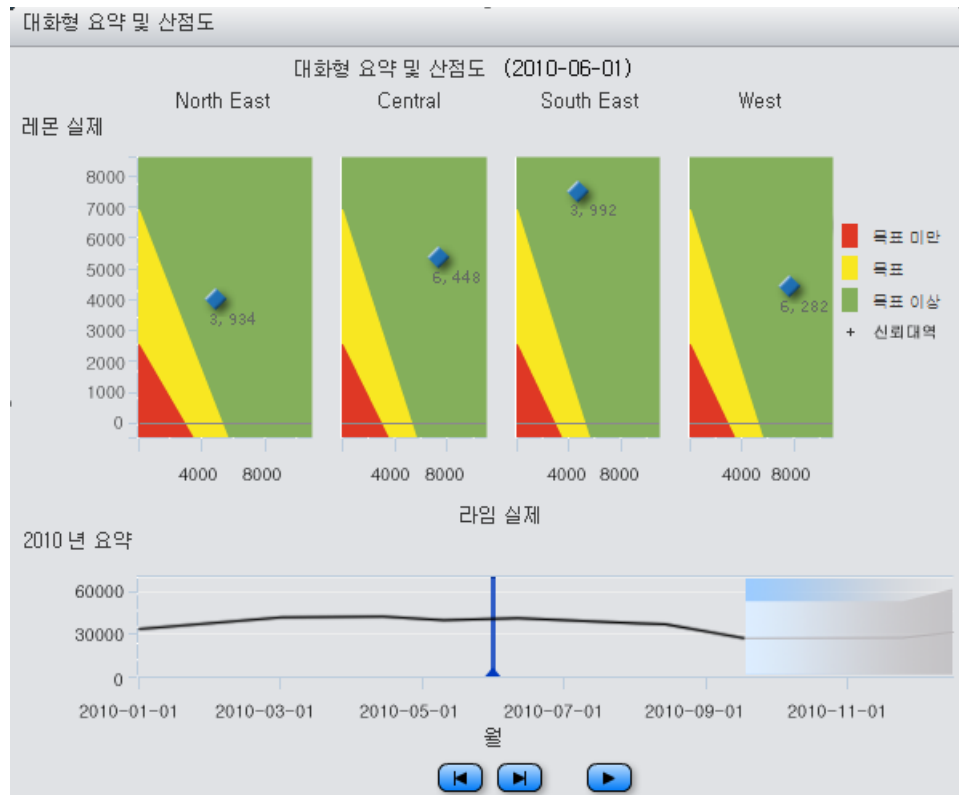 대화형 요약 및 산점도
대화형 요약 및 산점도 (2010-06-01)
North East Central South East West
레몬 실제
8000
7000
6000
5000
4000
3000
2000
1000
0
3,934
6,448
3,992
6,282
목표 미만
목표
목표 이상
+ 신뢰대역
4000 8000 4000 8000 4000 8000 4000 8000
라임 실제
2010 년 요약
60000
30000
0
2010-01-01 2010-03-01 2010-05-01 2010-07-01 2010-09-01 2010-11-01
월